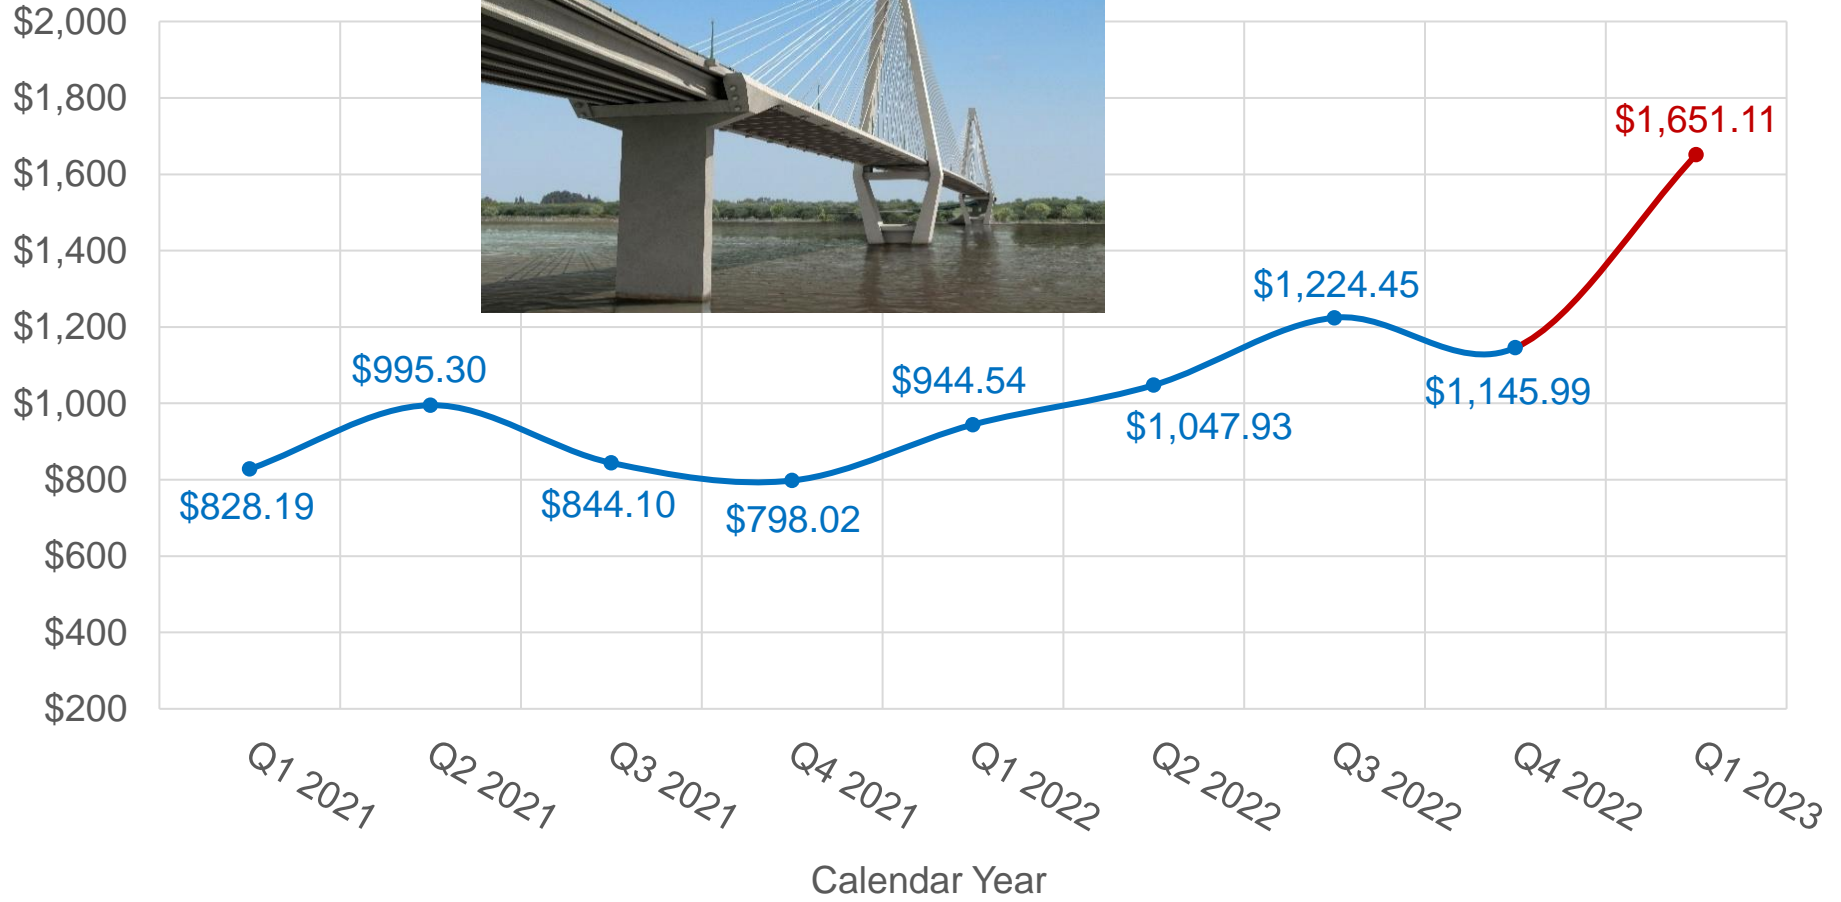 $2,000
$1,800
$1,600
$1,400
$1,200
$1,000
$800
$600
$400
$200
$828.19
$995.30
$844.10
$798.02
$944.54
$1,047.93
$1,224.45
$1,145.99
$1,651.11
Q1 2021
Q2 2021
Q3 2021
Q4 2021
Q1 2022
Q2 2022
Q3 2022
Q4 2022
Q1 2023
Calendar Year